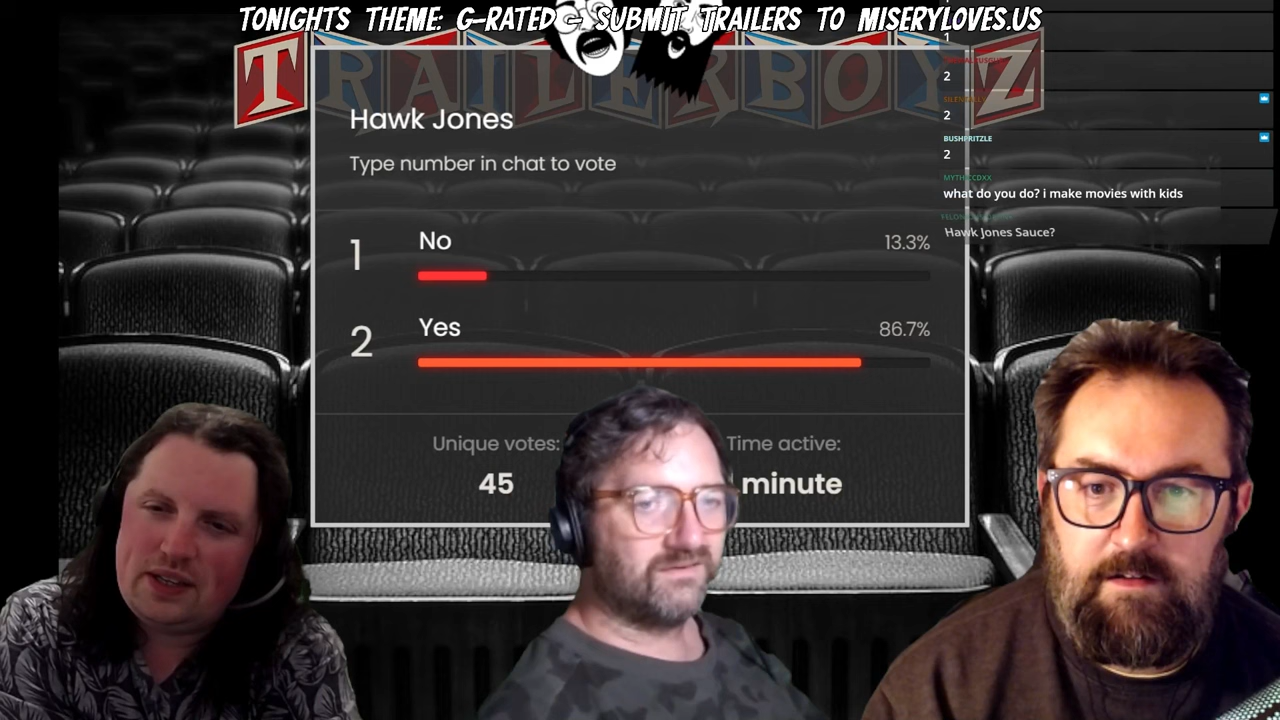 TONIGHTS THEME: G-RATED - SUBMIT TRAILERS TO MISERYLOVES.US
TRAILERBOYZ
Hawk Jones
Type number in chat to vote
1 No 13.3%
2 Yes 86.7%
Unique votes: Time active:
45 minute
1
2
2
BUSHFRITZLE
2
MYTHICCDXX
what do you do? i make movies with kids
Hawk Jones Sauce?